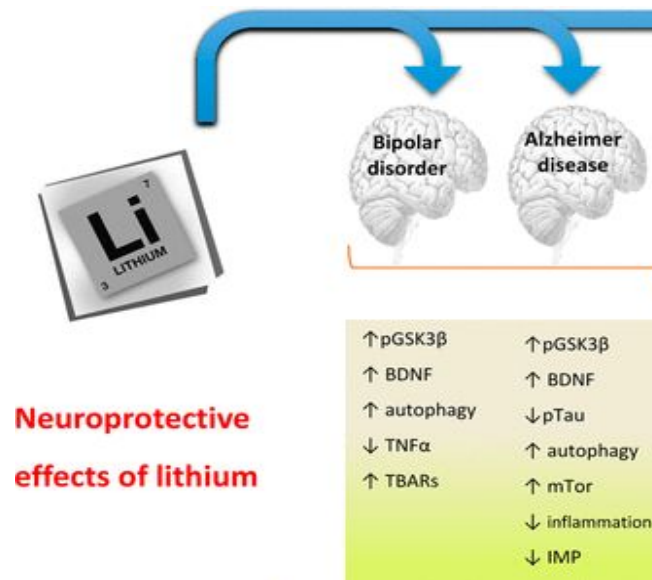 Bipolar
disorder
Alzheimer
disease
7
Li
LITHIUM
3
Neuroprotective
effects of lithium
↑pGSK3β
↑ BDNF
↑ autophagy
↓ TNFα
↑ TBARs
↑pGSK3β
↑ BDNF
↓pTau
↑ autophagy
↑ mTor
↓ inflammation
↓ IMP